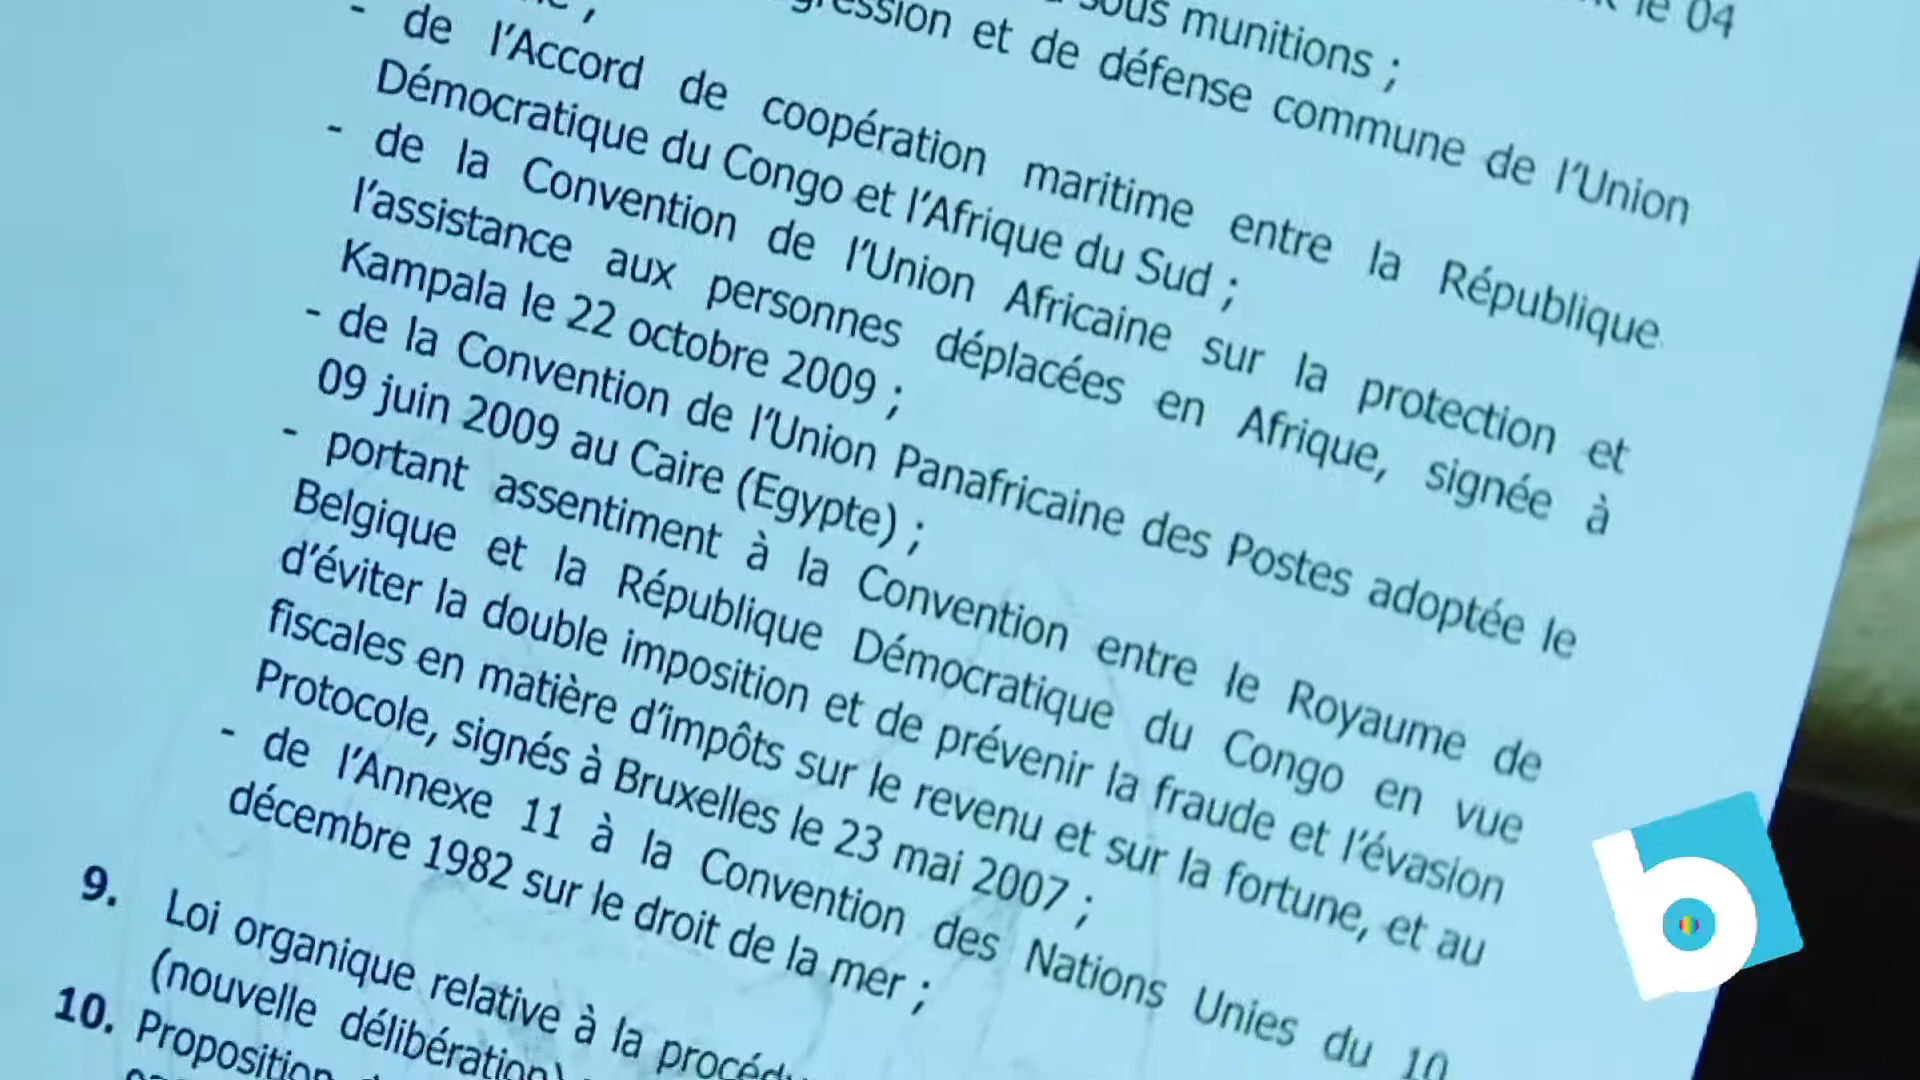 le 04
sous munitions ;
et de défense commune de l'Union
- de l'Accord de coopération maritime entre la République
Démocratique du Congo et l'Afrique du Sud ;
- de la Convention de l'Union Africaine sur la protection et
l'assistance aux personnes déplacées en Afrique, signée à
Kampala le 22 octobre 2009 ;
- de la Convention de l'Union Panafricaine des Postes adoptée le
09 juin 2009 au Caire (Egypte) ;
- portant assentiment à la Convention entre le Royaume de
Belgique et la République Démocratique du Congo en vue
d'éviter la double imposition et de prévenir la fraude et l'évasion
fiscales en matière d'impôts sur le revenu et sur la fortune, et au
Protocole, signés à Bruxelles le 23 mai 2007 ;
- de l'Annexe 11 à la Convention des Nations Unies du 10
décembre 1982 sur le droit de la mer ;
9. Loi organique relative à la
(nouvelle délibération)
10. Proposition
b